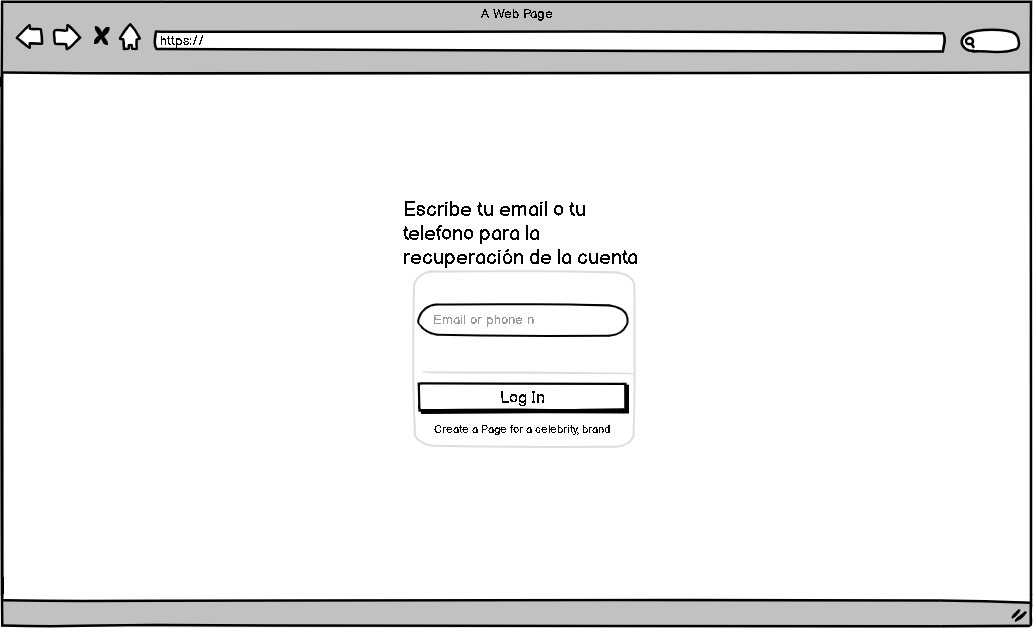 A Web Page
https://
Escribe tu email o tu
telefono para la
recuperación de la cuenta
Email or phone n
Log In
Create a Page for a celebrity, brand